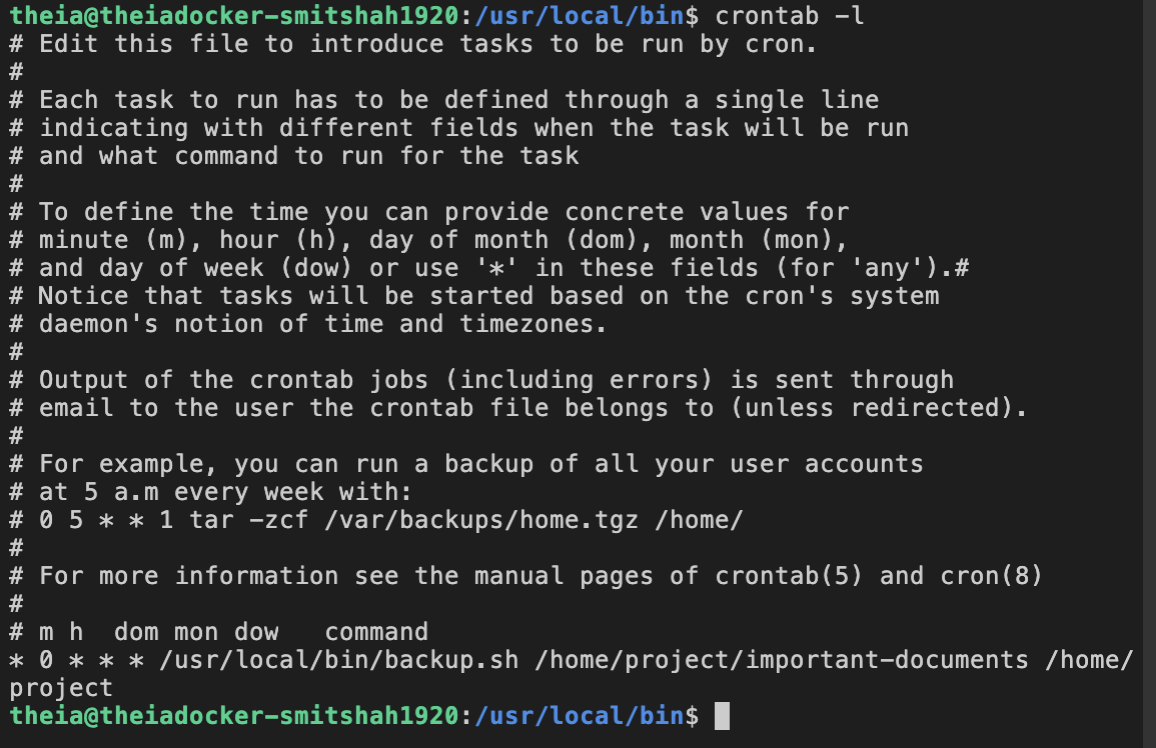 theia@theiadocker-smitshah1920:/usr/local/bin$ crontab -l
# Edit this file to introduce tasks to be run by cron.
#
# Each task to run has to be defined through a single line
# indicating with different fields when the task will be run
# and what command to run for the task
#
# To define the time you can provide concrete values for
# minute (m), hour (h), day of month (dom), month (mon),
# and day of week (dow) or use '*' in these fields (for 'any').#
# Notice that tasks will be started based on the cron's system
# daemon's notion of time and timezones.
#
# Output of the crontab jobs (including errors) is sent through
# email to the user the crontab file belongs to (unless redirected).
#
# For example, you can run a backup of all your user accounts
# at 5 a.m every week with:
# 0 5 * * 1 tar -zcf /var/backups/home.tgz /home/
#
# For more information see the manual pages of crontab(5) and cron(8)
#
# m h  dom mon dow   command
* 0 * * * /usr/local/bin/backup.sh /home/project/important-documents /home/
project
theia@theiadocker-smitshah1920:/usr/local/bin$